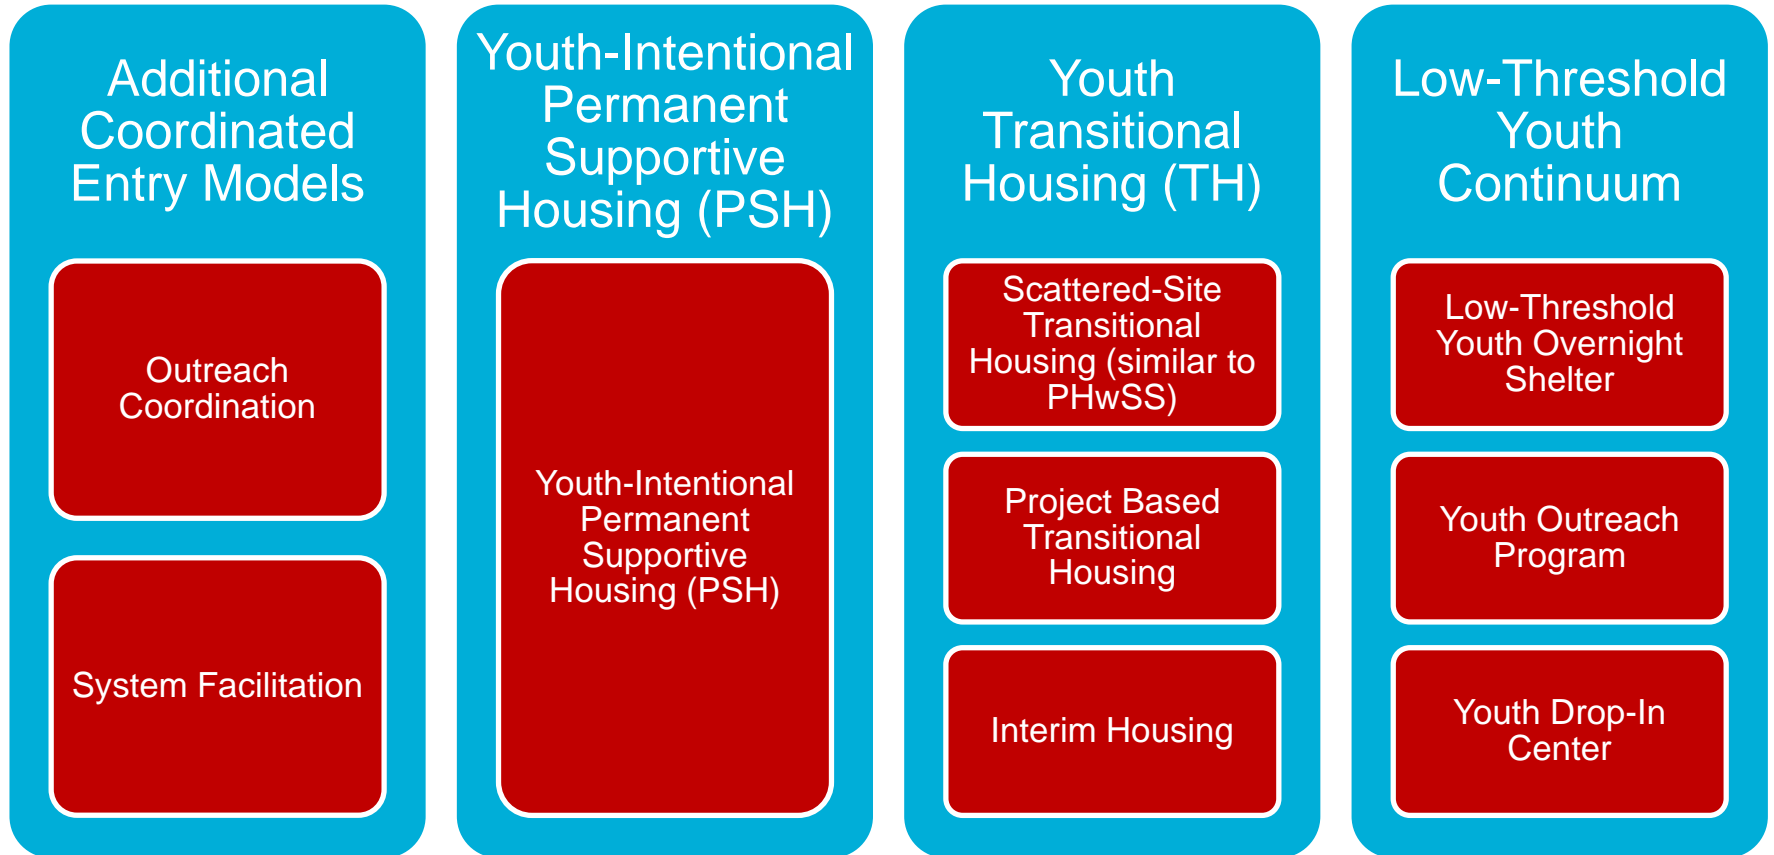 Additional
Coordinated
Entry Models
Outreach
Coordination
System Facilitation
Youth-Intentional
Permanent
Supportive
Housing (PSH)
Youth-Intentional
Permanent
Supportive
Housing (PSH)
Youth
Transitional
Housing (TH)
Scattered-Site
Transitional
Housing (similar to
PHwSS)
Project Based
Transitional
Housing
Interim Housing
Low-Threshold
Youth
Continuum
Low-Threshold
Youth Overnight
Shelter
Youth Outreach
Program
Youth Drop-In
Center